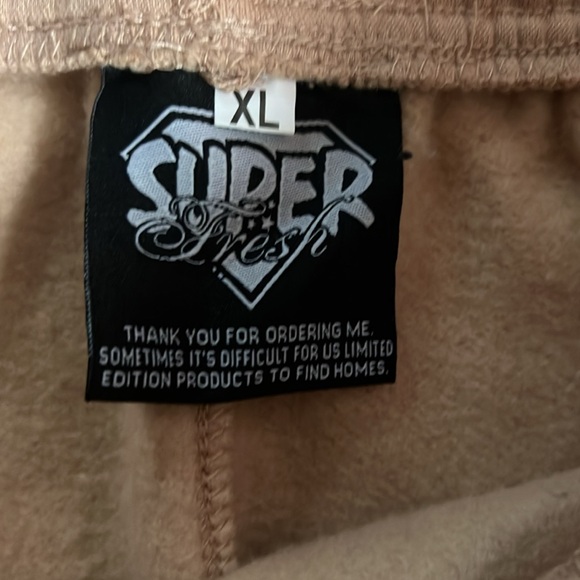 XL
SUPER
Fresh
THANK YOU FOR ORDERING ME.
SOMETIMES IT'S DIFFICULT FOR US LIMITED
EDITION PRODUCTS TO FIND HOMES.